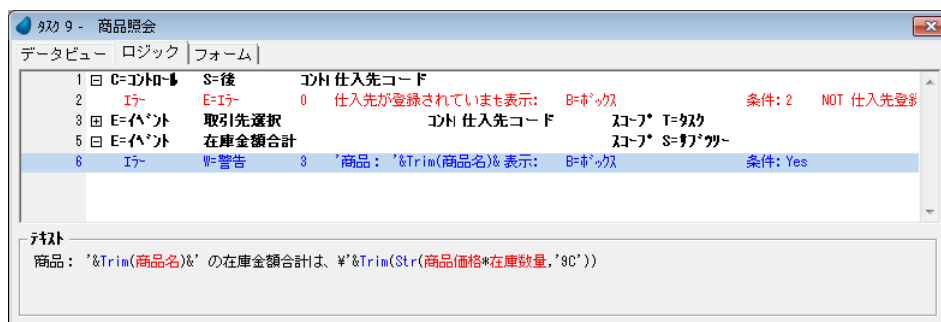 ﾀｽｸ 9 - 商品照会
データビュー ロジック フォーム
1 C=ｺﾝﾄﾛｰﾙ S=後 ｺﾝﾄﾛ 仕入先コード
2 ｴﾗｰ E=ｴﾗｰ 0 仕入先が登録されていませ 表示: B=ﾎﾞｯｸｽ 条件: 2 NOT 仕入先登録
3 E=ｲﾍﾞﾝﾄ 取引先選択 ｺﾝﾄﾛ 仕入先コード ｽｺｰﾌﾟ T=ﾀｽｸ
5 E=ｲﾍﾞﾝﾄ 在庫金額合計 ｽｺｰﾌﾟ S=ｻﾌﾞﾂﾘｰ
6 ｴﾗｰ W=警告 3 '商品： '&Trim(商品名)& 表示: B=ﾎﾞｯｸｽ 条件: Yes
ﾃｷｽﾄ
'商品： '&Trim(商品名)&' の在庫金額合計は、¥'&Trim(Str(商品価格*在庫数量,'9C'))